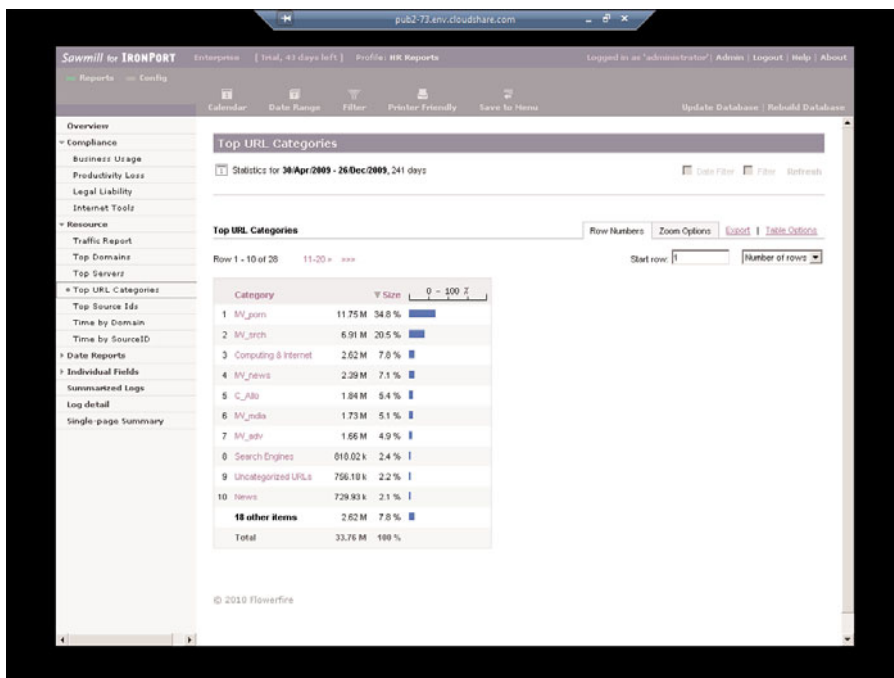 pub2-73.env.cloudshare.com
Sawmill for IRONPORT Enterprise [ Trial, 43 days left ] Profile: HR Reports Logged in as 'administrator' | Admin | Logout | Help | About
Reports Config
Calendar Date Range Filter Printer Friendly Save to Menu Update Database | Rebuild Database
Overview
Compliance
Business Usage
Productivity Loss
Legal Liability
Internet Tools
Resource
Traffic Report
Top Domains
Top Servers
Top URL Categories
Top Source Ids
Time by Domain
Time by SourceID
Date Reports
Individual Fields
Summarized Logs
Log detail
Single-page Summary
Top URL Categories
Statistics for 30/Apr/2009 - 26/Dec/2009, 241 days
Date Filter Filter Refresh
Top URL Categories
Row Numbers Zoom Options Export | Table Options
Row 1 - 10 of 28 11-20 » »»»
Start row: 1 Number of rows
Category Size 0 - 100 %
1 IW_porn 11.75 M 34.8 %
2 IW_srch 6.91 M 20.5 %
3 Computing & Internet 2.62 M 7.8 %
4 IW_news 2.39 M 7.1 %
5 1.84 M 5.4 %
6 IW_mdia 1.73 M 5.1 %
7 IW_adv 1.66 M 4.9 %
8 Search Engines 818.02 k 2.4 %
9 Uncategorized URLs 756.18 k 2.2 %
10 News 729.93 k 2.1 %
18 other items 2.62 M 7.8 %
Total 33.76 M 100 %
© 2010 Flowerfire